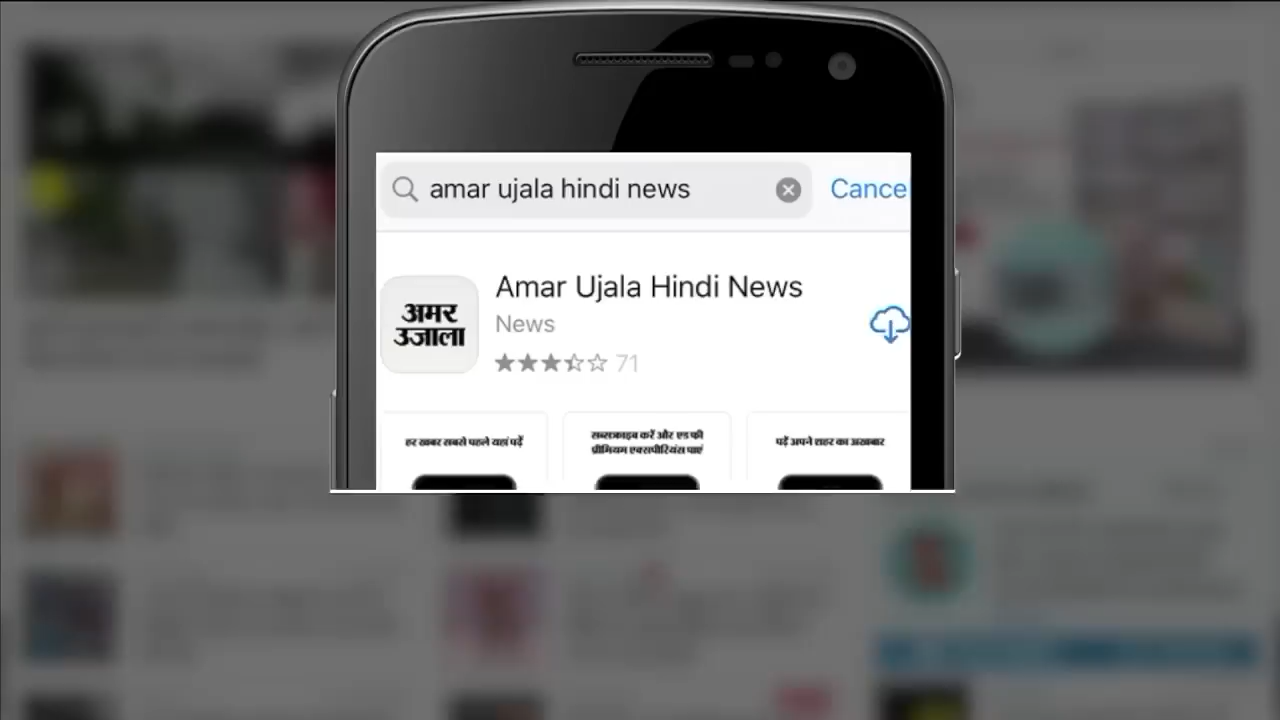 amar ujala hindi news
Cance
अमर
उजाला
Amar Ujala Hindi News
News
71
हर खबर सबसे पहले यहां पढ़ें
सब्सक्राइब करें और एड फ्री
प्रीमियम एक्सपीरियंस पाएं
पढ़ें अपने शहर का अखबार